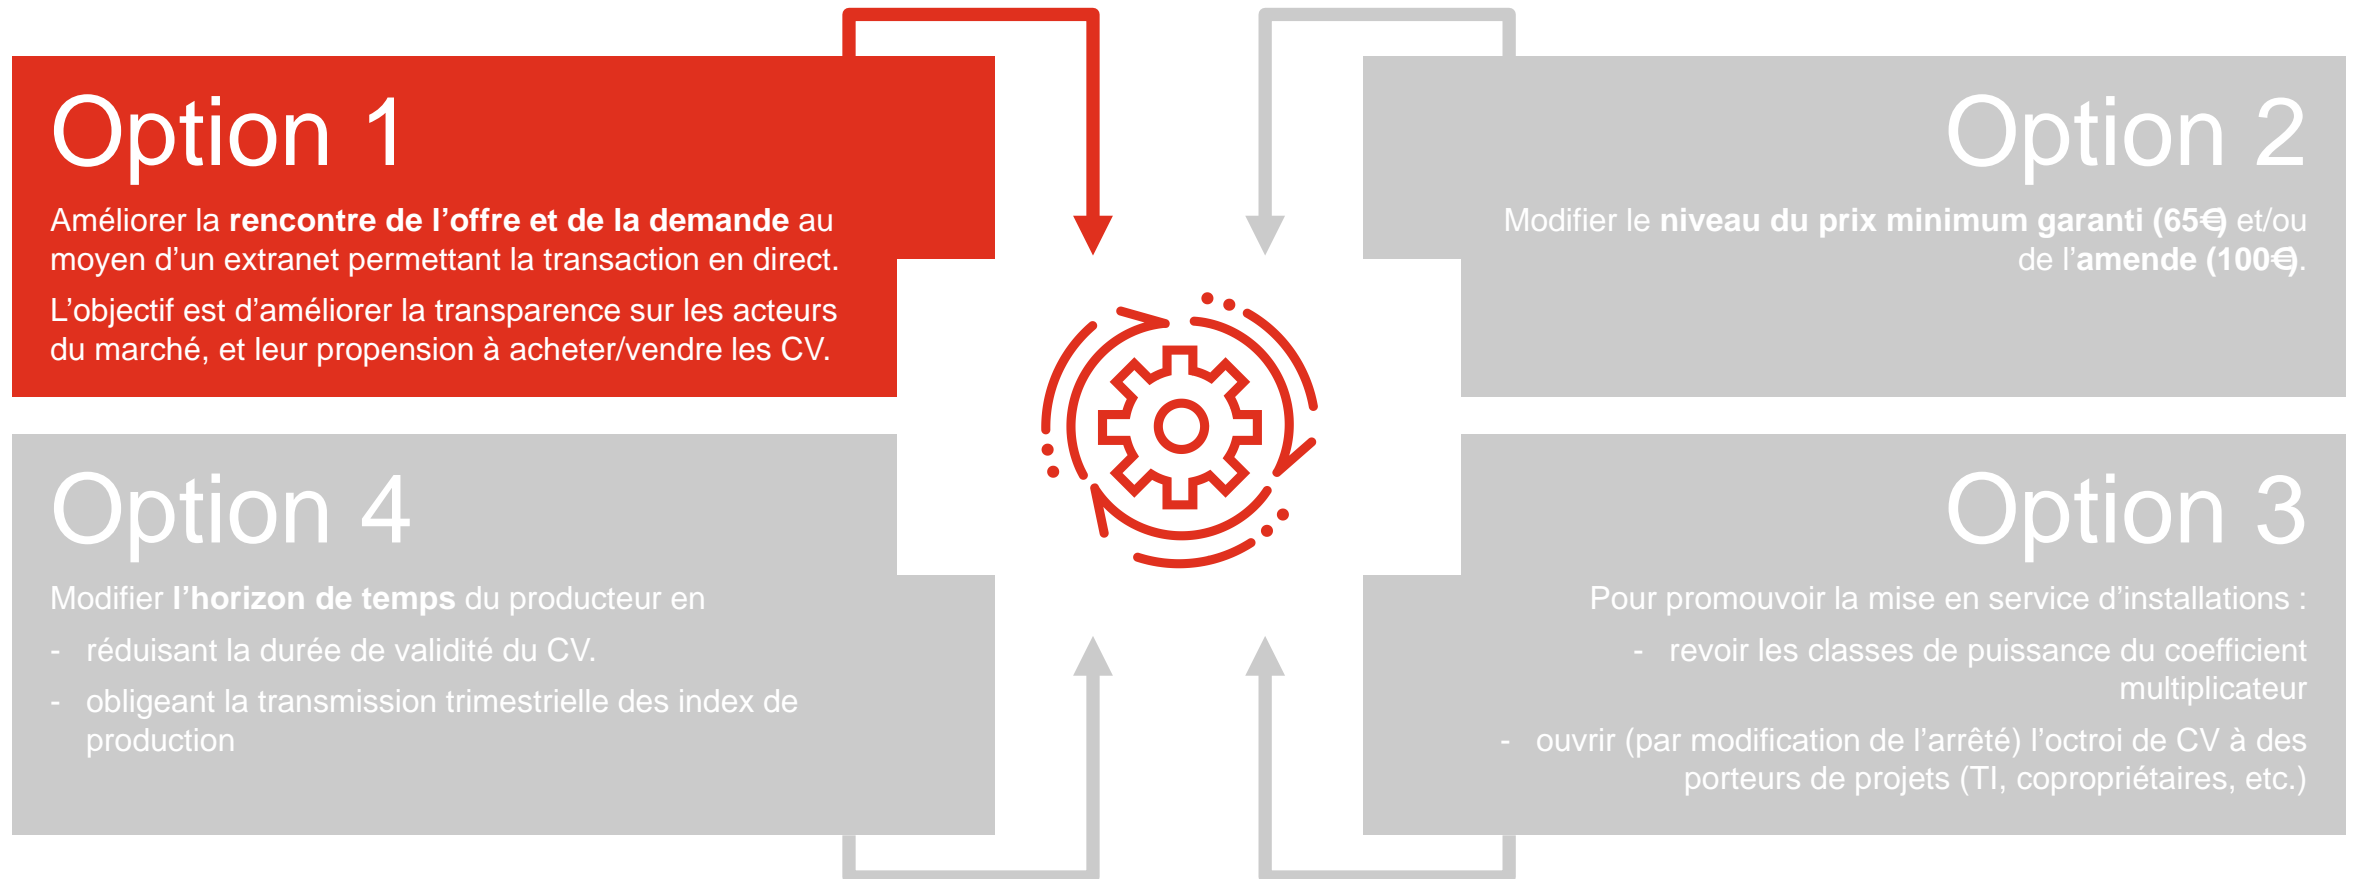 Option 1
Améliorer la rencontre de l’offre et de la demande au
moyen d’un extranet permettant la transaction en direct.
L’objectif est d’améliorer la transparence sur les acteurs
du marché, et leur propension à acheter/vendre les CV.
Option 2
Modifier le niveau du prix minimum garanti (65€) et/ou
de l’amende (100€).
Option 4
Modifier l’horizon de temps du producteur en
- réduisant la durée de validité du CV.
- obligeant la transmission trimestrielle des index de
production
Option 3
Pour promouvoir la mise en service d’installations :
- revoir les classes de puissance du coefficient
multiplicateur
- ouvrir (par modification de l’arrêté) l’octroi de CV à des
porteurs de projets (TI, copropriétaires, etc.)